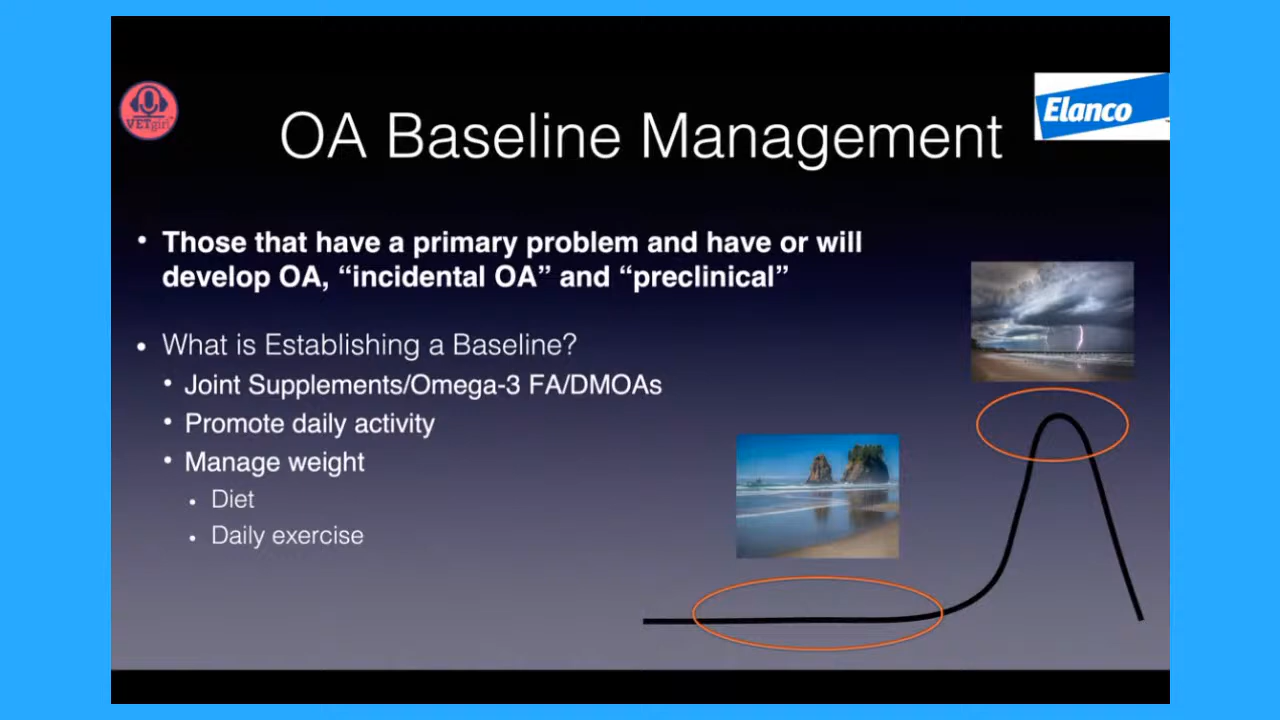 VETgirl
Elanco
OA Baseline Management
• Those that have a primary problem and have or will
develop OA, “incidental OA” and “preclinical”
• What is Establishing a Baseline?
• Joint Supplements/Omega-3 FA/DMOAs
• Promote daily activity
• Manage weight
• Diet
• Daily exercise